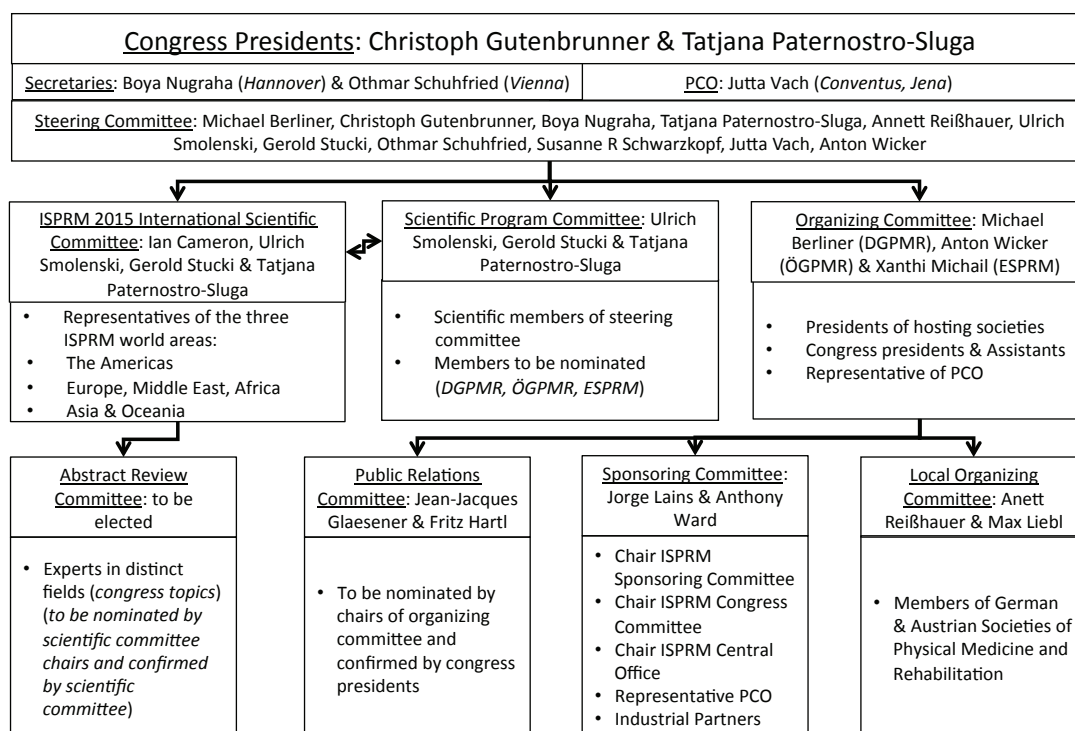 Congress Presidents: Christoph Gutenbrunner & Tatjana Paternostro-Sluga
Secretaries: Boya Nugraha (Hannover) & Othmar Schuhfried (Vienna)
PCO: Jutta Vach (Conventus, Jena)
Steering Committee: Michael Berliner, Christoph Gutenbrunner, Boya Nugraha, Tatjana Paternostro-Sluga, Annett Reißhauer, Ulrich
Smolenski, Gerold Stucki, Othmar Schuhfried, Susanne R Schwarzkopf, Jutta Vach, Anton Wicker
ISPRM 2015 International Scientific
Committee: Ian Cameron, Ulrich
Smolenski, Gerold Stucki & Tatjana
Paternostro-Sluga
• Representatives of the three
ISPRM world areas:
• The Americas
• Europe, Middle East, Africa
• Asia & Oceania
Scientific Program Committee: Ulrich
Smolenski, Gerold Stucki & Tatjana
Paternostro-Sluga
• Scientific members of steering
committee
• Members to be nominated
(DGPMR, ÖGPMR, ESPRM)
Organizing Committee: Michael
Berliner (DGPMR), Anton Wicker
(ÖGPMR) & Xanthi Michail (ESPRM)
• Presidents of hosting societies
• Congress presidents & Assistants
• Representative of PCO
Abstract Review
Committee: to be
elected
• Experts in distinct
fields (congress topics)
(to be nominated by
scientific committee
chairs and confirmed
by scientific
committee)
Public Relations
Committee: Jean-Jacques
Glaesener & Fritz Hartl
• To be nominated by
chairs of organizing
committee and
confirmed by congress
presidents
Sponsoring Committee:
Jorge Lains & Anthony
Ward
• Chair ISPRM
Sponsoring Committee
• Chair ISPRM Congress
Committee
• Chair ISPRM Central
Office
• Representative PCO
• Industrial Partners
Local Organizing
Committee: Anett
Reißhauer & Max Liebl
• Members of German
& Austrian Societies of
Physical Medicine and
Rehabilitation